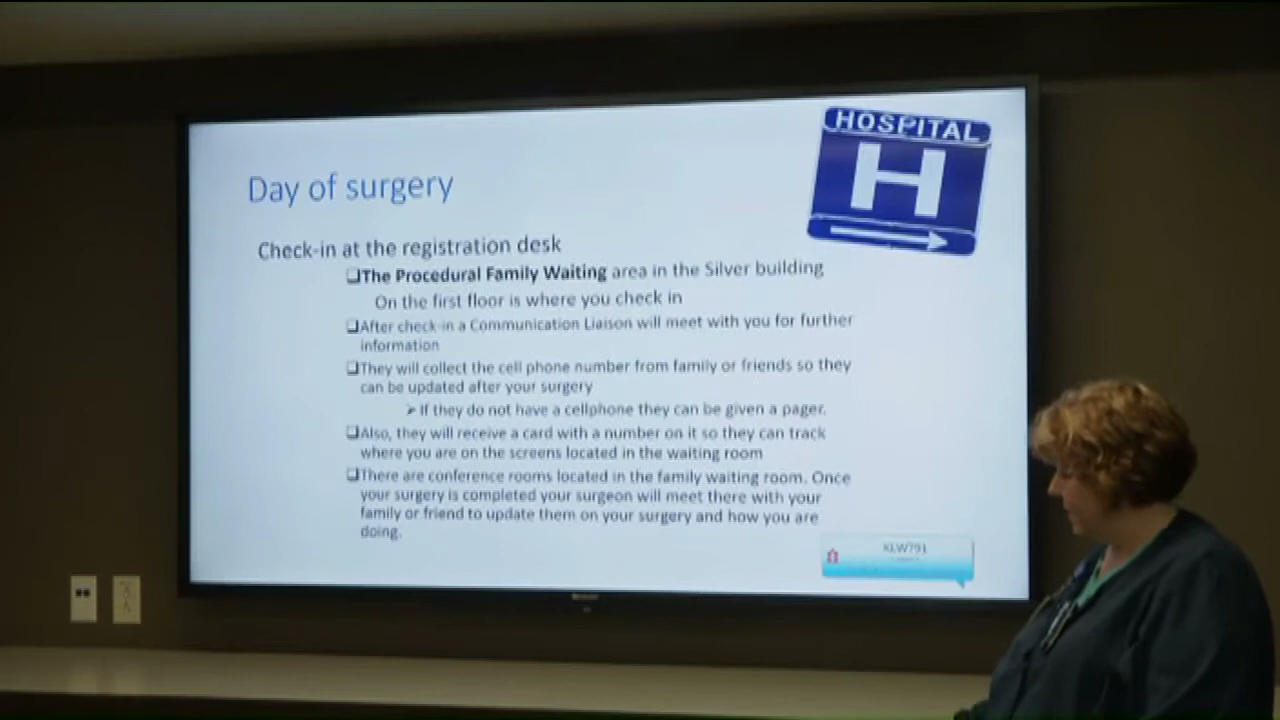 HOSPITAL
H
Day of surgery
Check-in at the registration desk
❑The Procedural Family Waiting area in the Silver building
On the first floor is where you check in
❑After check-in a Communication Liaison will meet with you for further
information
❑They will collect the cell phone number from family or friends so they
can be updated after your surgery
➢ If they do not have a cellphone they can be given a pager.
❑Also, they will receive a card with a number on it so they can track
where you are on the screens located in the waiting room
❑There are conference rooms located in the family waiting room. Once
your surgery is completed your surgeon will meet there with your
family or friend to update them on your surgery and how you are
doing.
KLW791